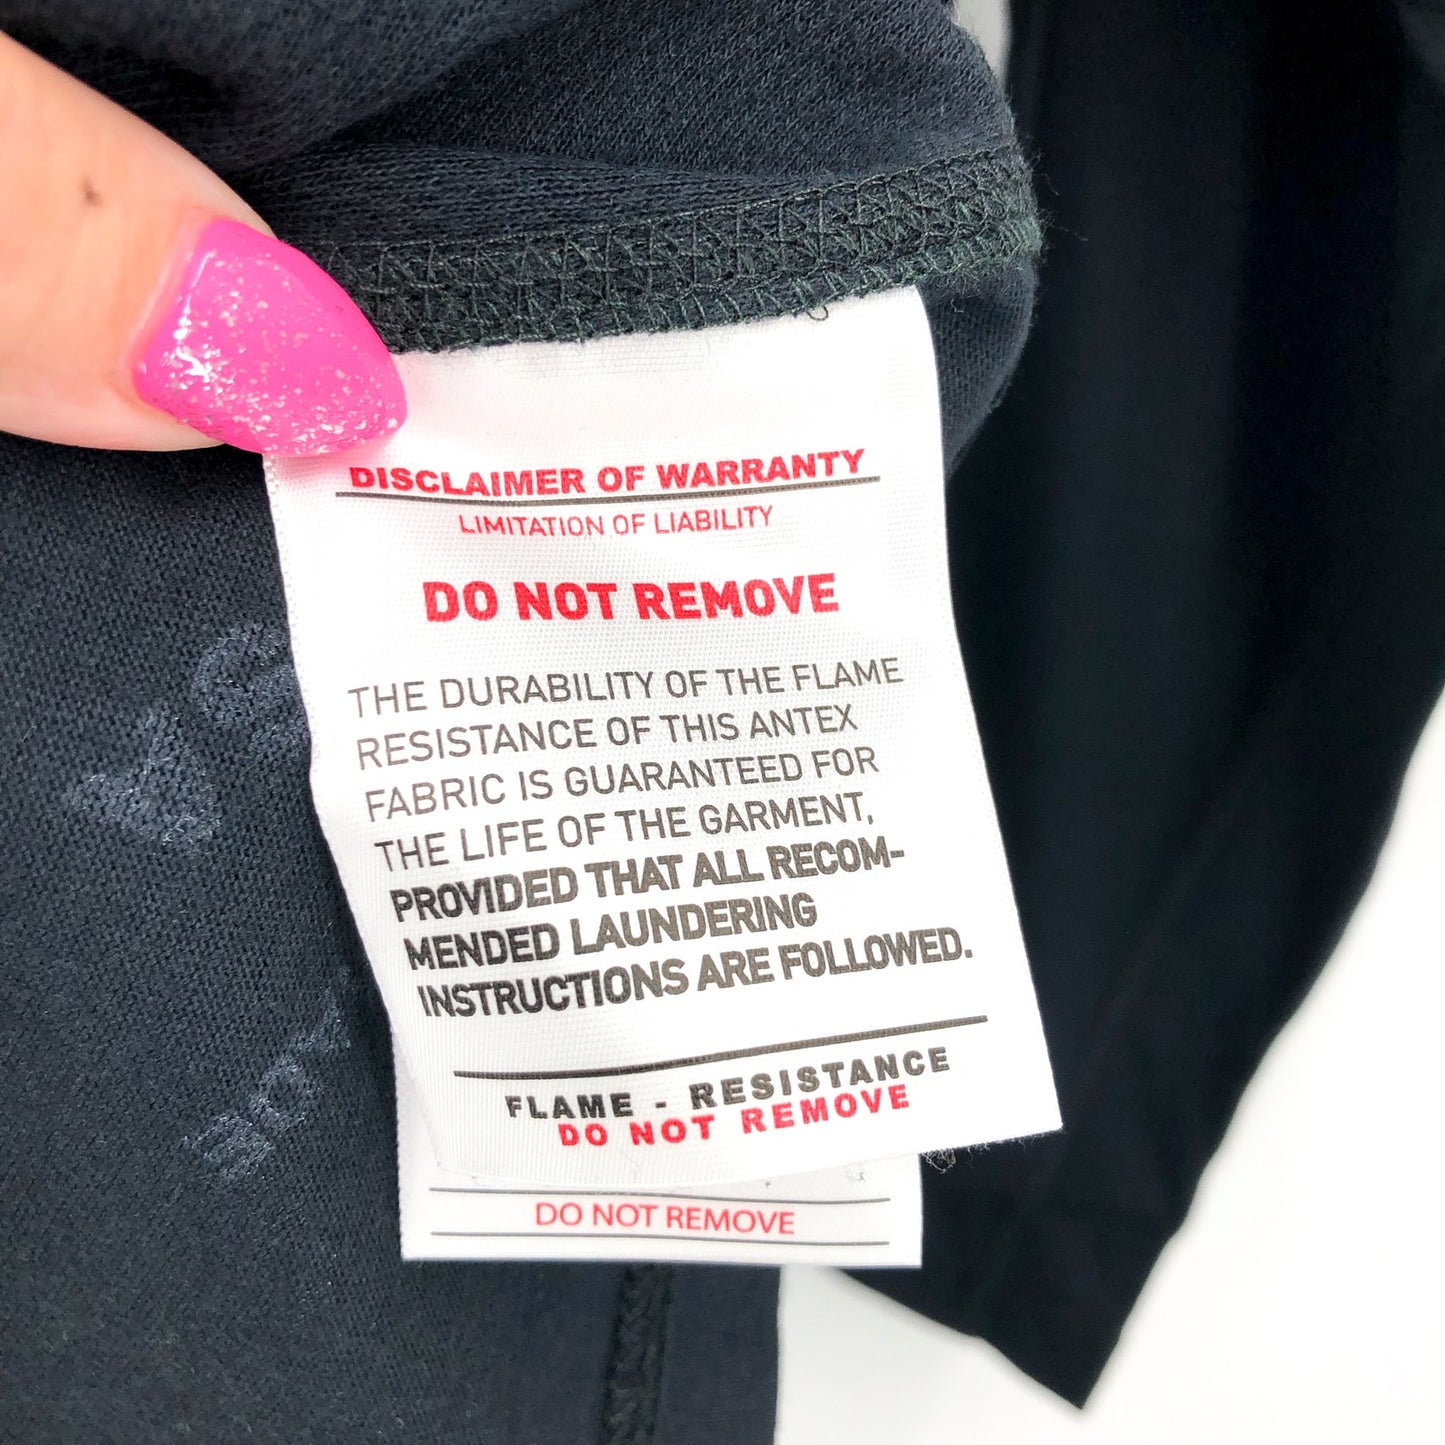 DISCLAIMER OF WARRANTY
LIMITATION OF LIABILITY
DO NOT REMOVE
THE DURABILITY OF THE FLAME
RESISTANCE OF THIS ANTEX
FABRIC IS GUARANTEED FOR
THE LIFE OF THE GARMENT,
PROVIDED THAT ALL RECOM-
MENDED LAUNDERING
INSTRUCTIONS ARE FOLLOWED.
FLAME - RESISTANCE
DO NOT REMOVE
DO NOT REMOVE